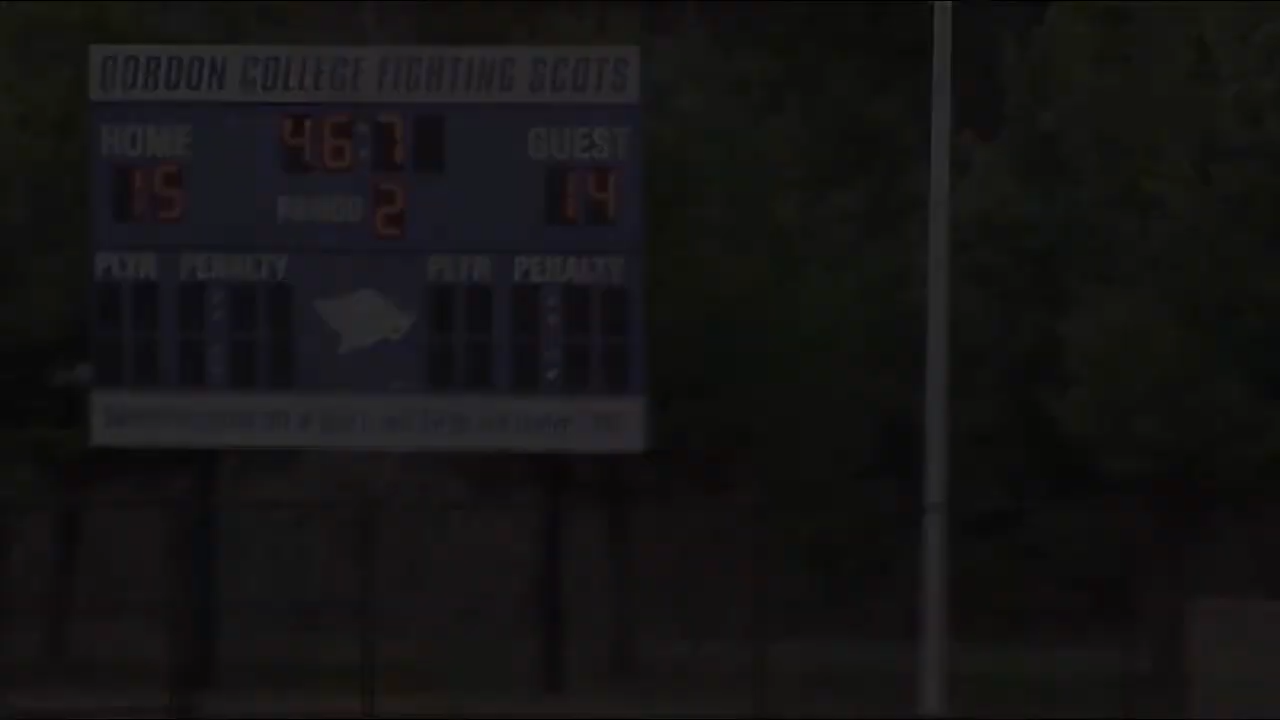 GORDON COLLEGE FIGHTING SCOTS
HOME 46:7 GUEST
15 PERIOD 2 14
PLYR PENALTY PLYR PENALTY